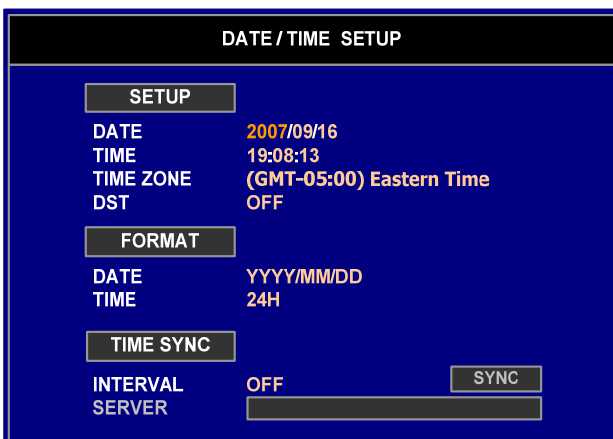 DATE / TIME SETUP
SETUP
DATE 2007/09/16
TIME 19:08:13
TIME ZONE (GMT-05:00) Eastern Time
DST OFF
FORMAT
DATE YYYY/MM/DD
TIME 24H
TIME SYNC
INTERVAL OFF SYNC
SERVER